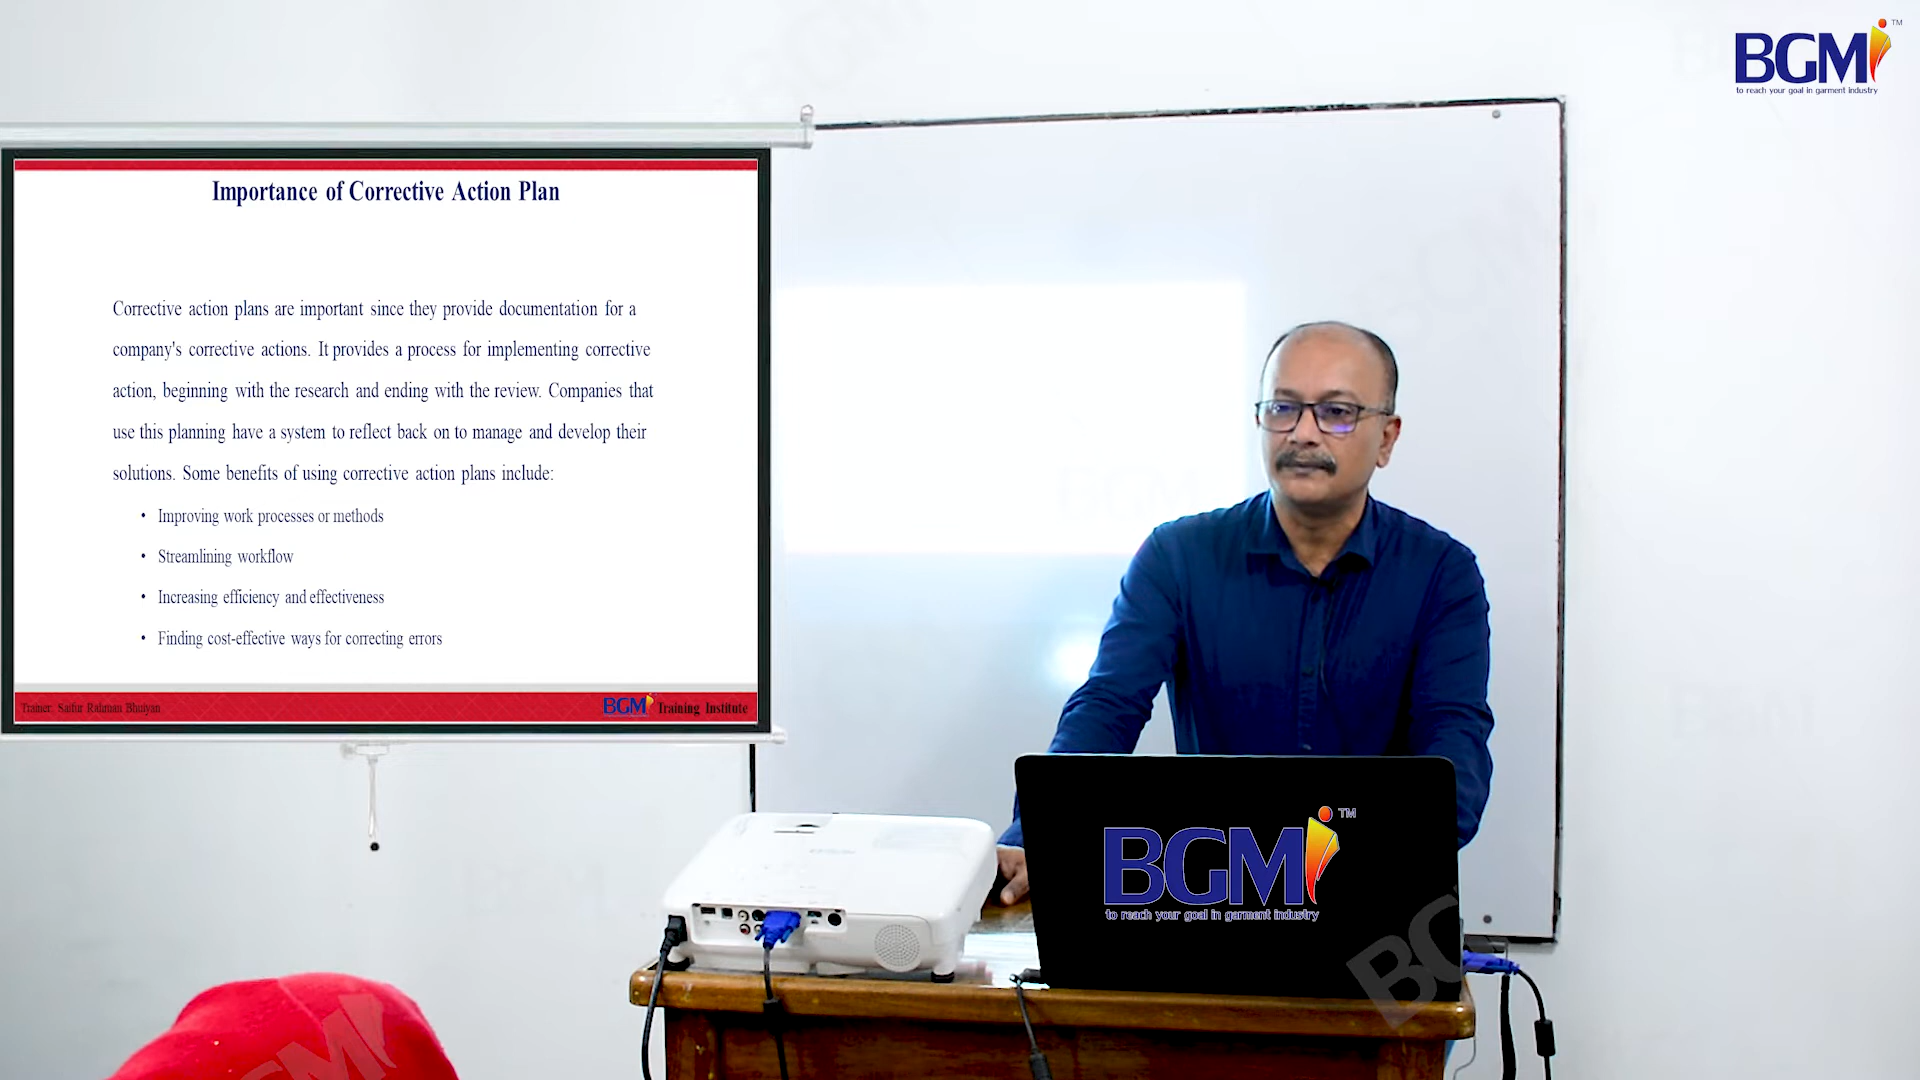 BGMi TM
to reach your goal in garment industry
Importance of Corrective Action Plan
Corrective action plans are important since they provide documentation for a
company's corrective actions. It provides a process for implementing corrective
action, beginning with the research and ending with the review. Companies that
use this planning have a system to reflect back on to manage and develop their
solutions. Some benefits of using corrective action plans include:
• Improving work processes or methods
• Streamlining workflow
• Increasing efficiency and effectiveness
• Finding cost-effective ways for correcting errors
Trainer: Saifur Rahman Bhuiyan
BGMi Training Institute
BGMi TM
to reach your goal in garment industry